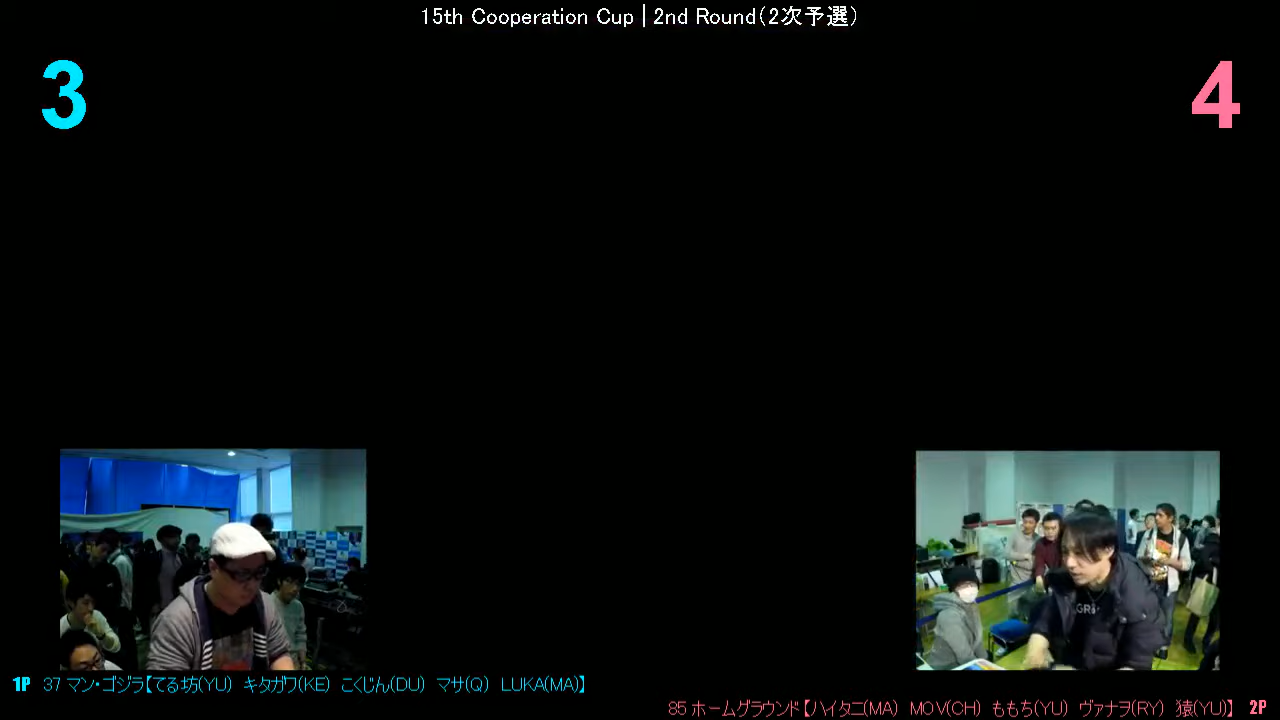 15th Cooperation Cup | 2nd Round(2次予選)
3
4
1P 37 マン・ゴジラ【てる坊(YU) キタガワ(KE) こくじん(DU) マサ(Q) LUKA(MA)】
85 ホームグラウンド【ハイタニ(MA) MOV(CH) ももち(YU) ヴァナヲ(RY) 猿(YU)】 2P